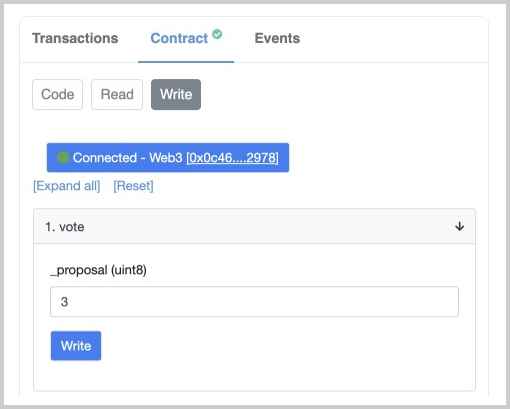 Transactions Contract Events
Code Read Write
Connected - Web3 [0x0c46....2978]
[Expand all] [Reset]
1. vote
_proposal (uint8)
3
Write